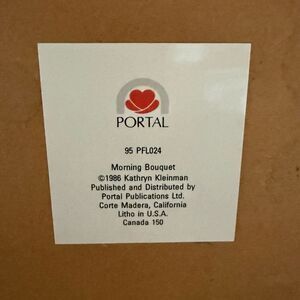 PORTAL
95 PFL024
Morning Bouquet
©1986 Kathryn Kleinman
Published and Distributed by
Portal Publications Ltd.
Corte Madera, California
Litho in U.S.A.
Canada 150